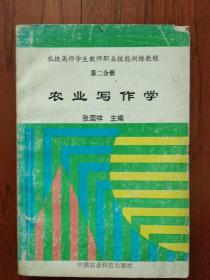 农技高师学生教师职业技能训练教程
第二分册
农业写作学
张国祥 主编
中国农业科技出版社